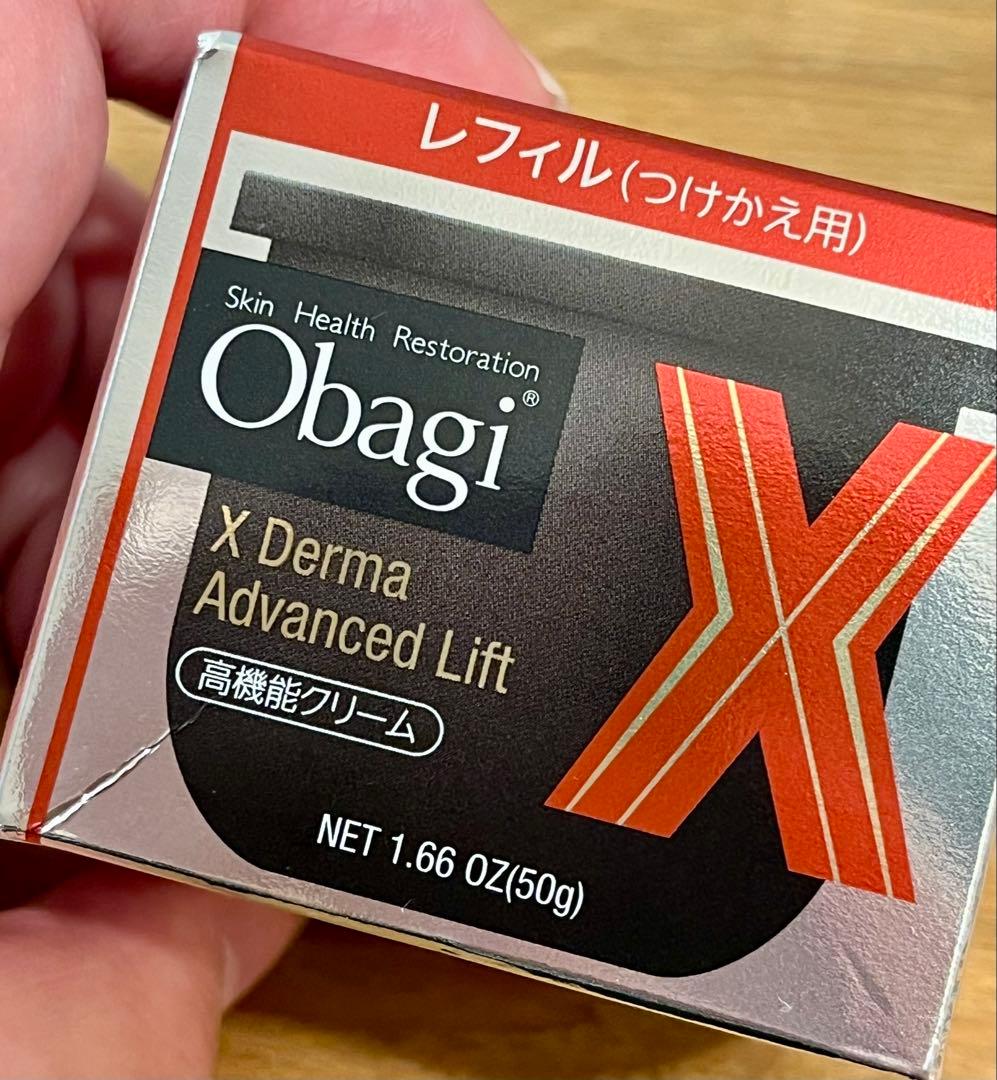 レフィル(つけかえ用)
Skin Health Restoration
Obagi®
X
X Derma
Advanced Lift
高機能クリーム
NET 1.66 OZ(50g)